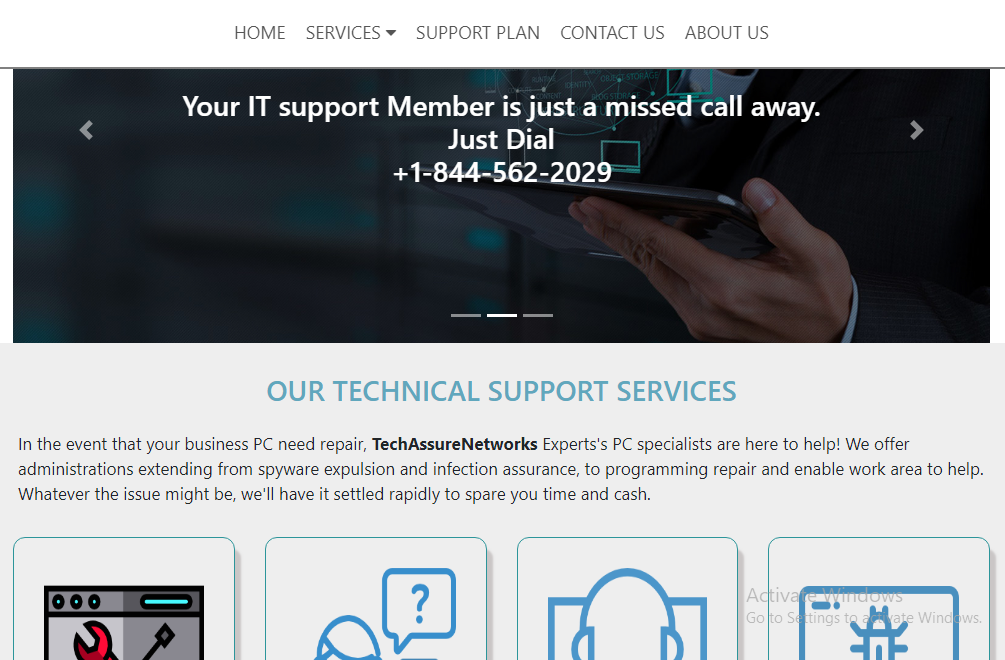 HOME SERVICES SUPPORT PLAN CONTACT US ABOUT US
Your IT support Member is just a missed call away.
Just Dial
+1-844-562-2029
OUR TECHNICAL SUPPORT SERVICES
In the event that your business PC need repair, TechAssureNetworks Experts's PC specialists are here to help! We offer
administrations extending from spyware expulsion and infection assurance, to programming repair and enable work area to help.
Whatever the issue might be, we'll have it settled rapidly to spare you time and cash.
?
Activate Windows
Go to Settings to activate Windows.